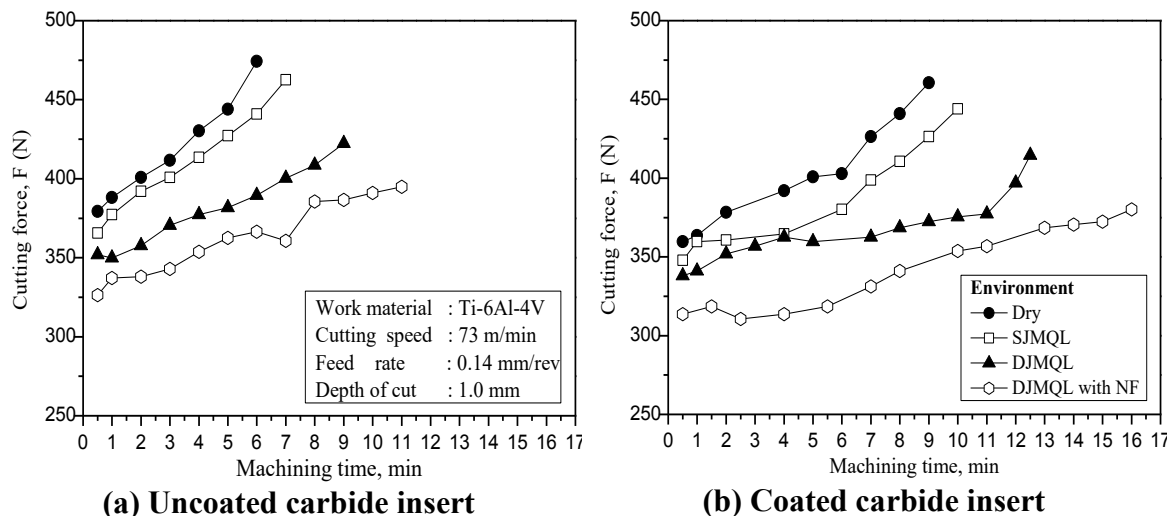 500
450
400
350
300
250
Cutting force, F (N)
Work material : Ti-6Al-4V
Cutting speed : 73 m/min
Feed rate : 0.14 mm/rev
Depth of cut : 1.0 mm
0 1 2 3 4 5 6 7 8 9 10 11 12 13 14 15 16 17
Machining time, min
(a) Uncoated carbide insert
500
450
400
350
300
250
Cutting force, F (N)
Environment
Dry
SJMQL
DJMQL
DJMQL with NF
0 1 2 3 4 5 6 7 8 9 10 11 12 13 14 15 16 17
Machining time, min
(b) Coated carbide insert